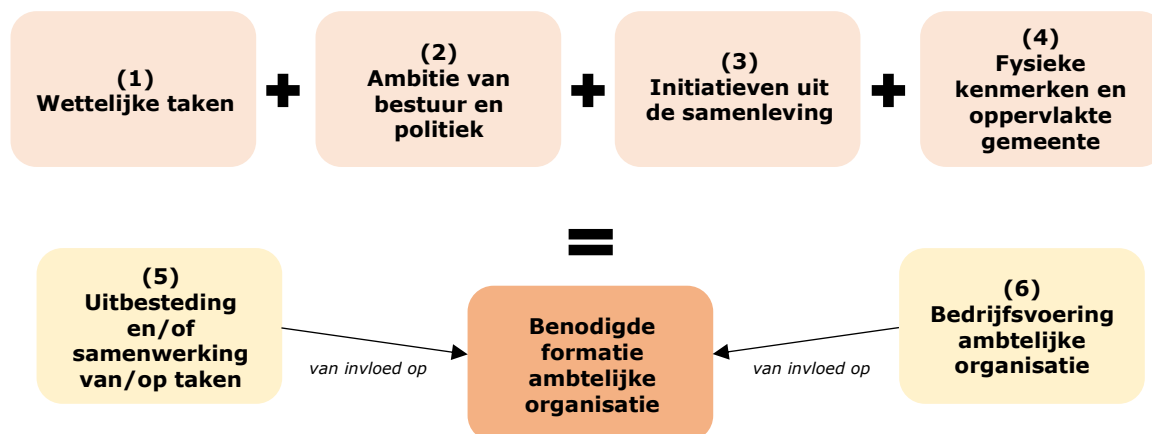 (1)
Wettelijke taken
+
(2)
Ambitie van
bestuur en
politiek
+
(3)
Initiatieven uit
de samenleving
+
(4)
Fysieke
kenmerken en
oppervlakte
gemeente
=
(5)
Uitbesteding
en/of
samenwerking
van/op taken
van invloed op
Benodigde
formatie
ambtelijke
organisatie
van invloed op
(6)
Bedrijfsvoering
ambtelijke
organisatie